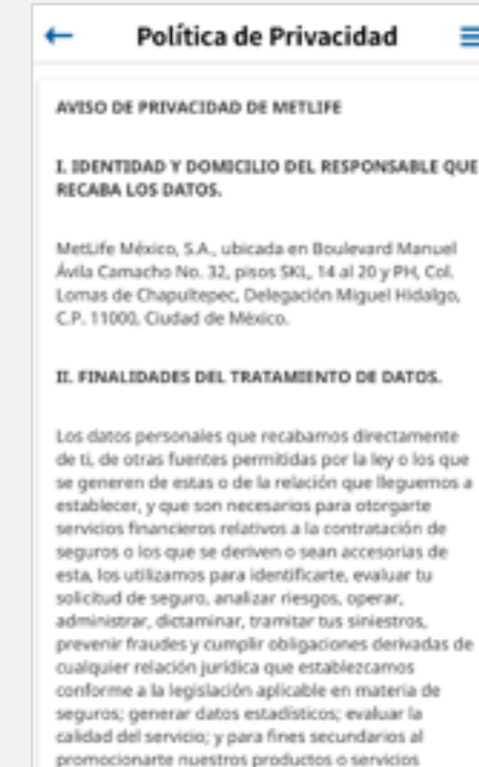 Política de Privacidad
AVISO DE PRIVACIDAD DE METLIFE
I. IDENTIDAD Y DOMICILIO DEL RESPONSABLE QUE
RECABA LOS DATOS.
MetLife México, S.A., ubicada en Boulevard Manuel
Ávila Camacho No. 32, pisos SKL, 14 al 20 y PH, Col.
Lomas de Chapultepec, Delegación Miguel Hidalgo,
C.P. 11000, Ciudad de México.
II. FINALIDADES DEL TRATAMIENTO DE DATOS.
Los datos personales que recabamos directamente
de ti, de otras fuentes permitidas por la ley o los que
se generen de estas o de la relación que lleguemos a
establecer, y que son necesarios para otorgarte
servicios financieros relativos a la contratación de
seguros o los que se deriven o sean accesorias de
esta, los utilizamos para identificarte, evaluar tu
solicitud de seguro, analizar riesgos, operar,
administrar, dictaminar, tramitar tus siniestros,
prevenir fraudes y cumplir obligaciones derivadas de
cualquier relación jurídica que establezcamos
conforme a la legislación aplicable en materia de
seguros; generar datos estadísticos; evaluar la
calidad del servicio; y para fines secundarios al
promocionarte nuestros productos o servicios